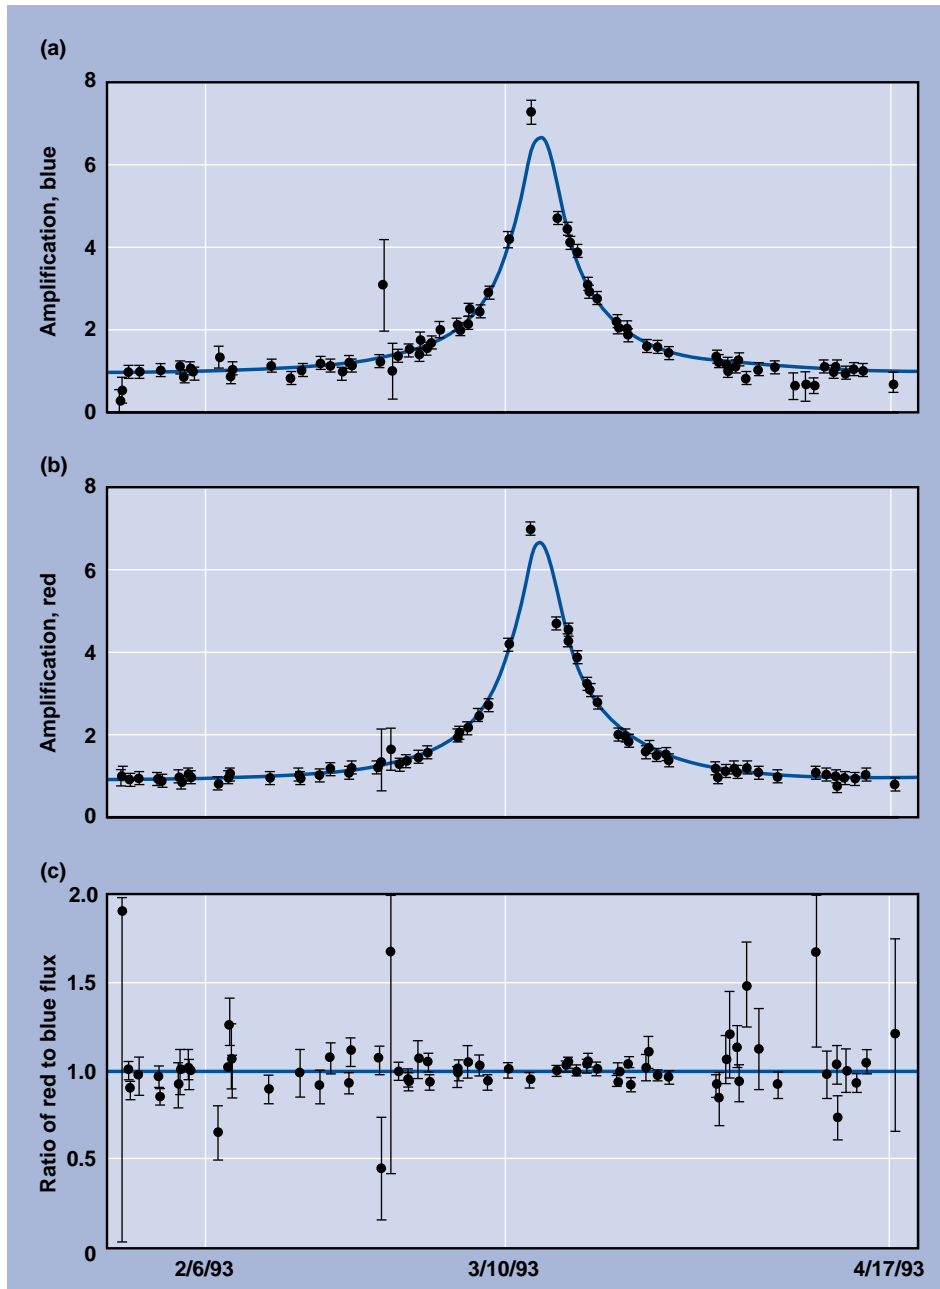 (a)
8
6
4
2
0
Amplification, blue
(b)
8
6
4
2
0
Amplification, red
(c)
2.0
1.5
1.0
0.5
0
Ratio of red to blue flux
2/6/93 3/10/93 4/17/93